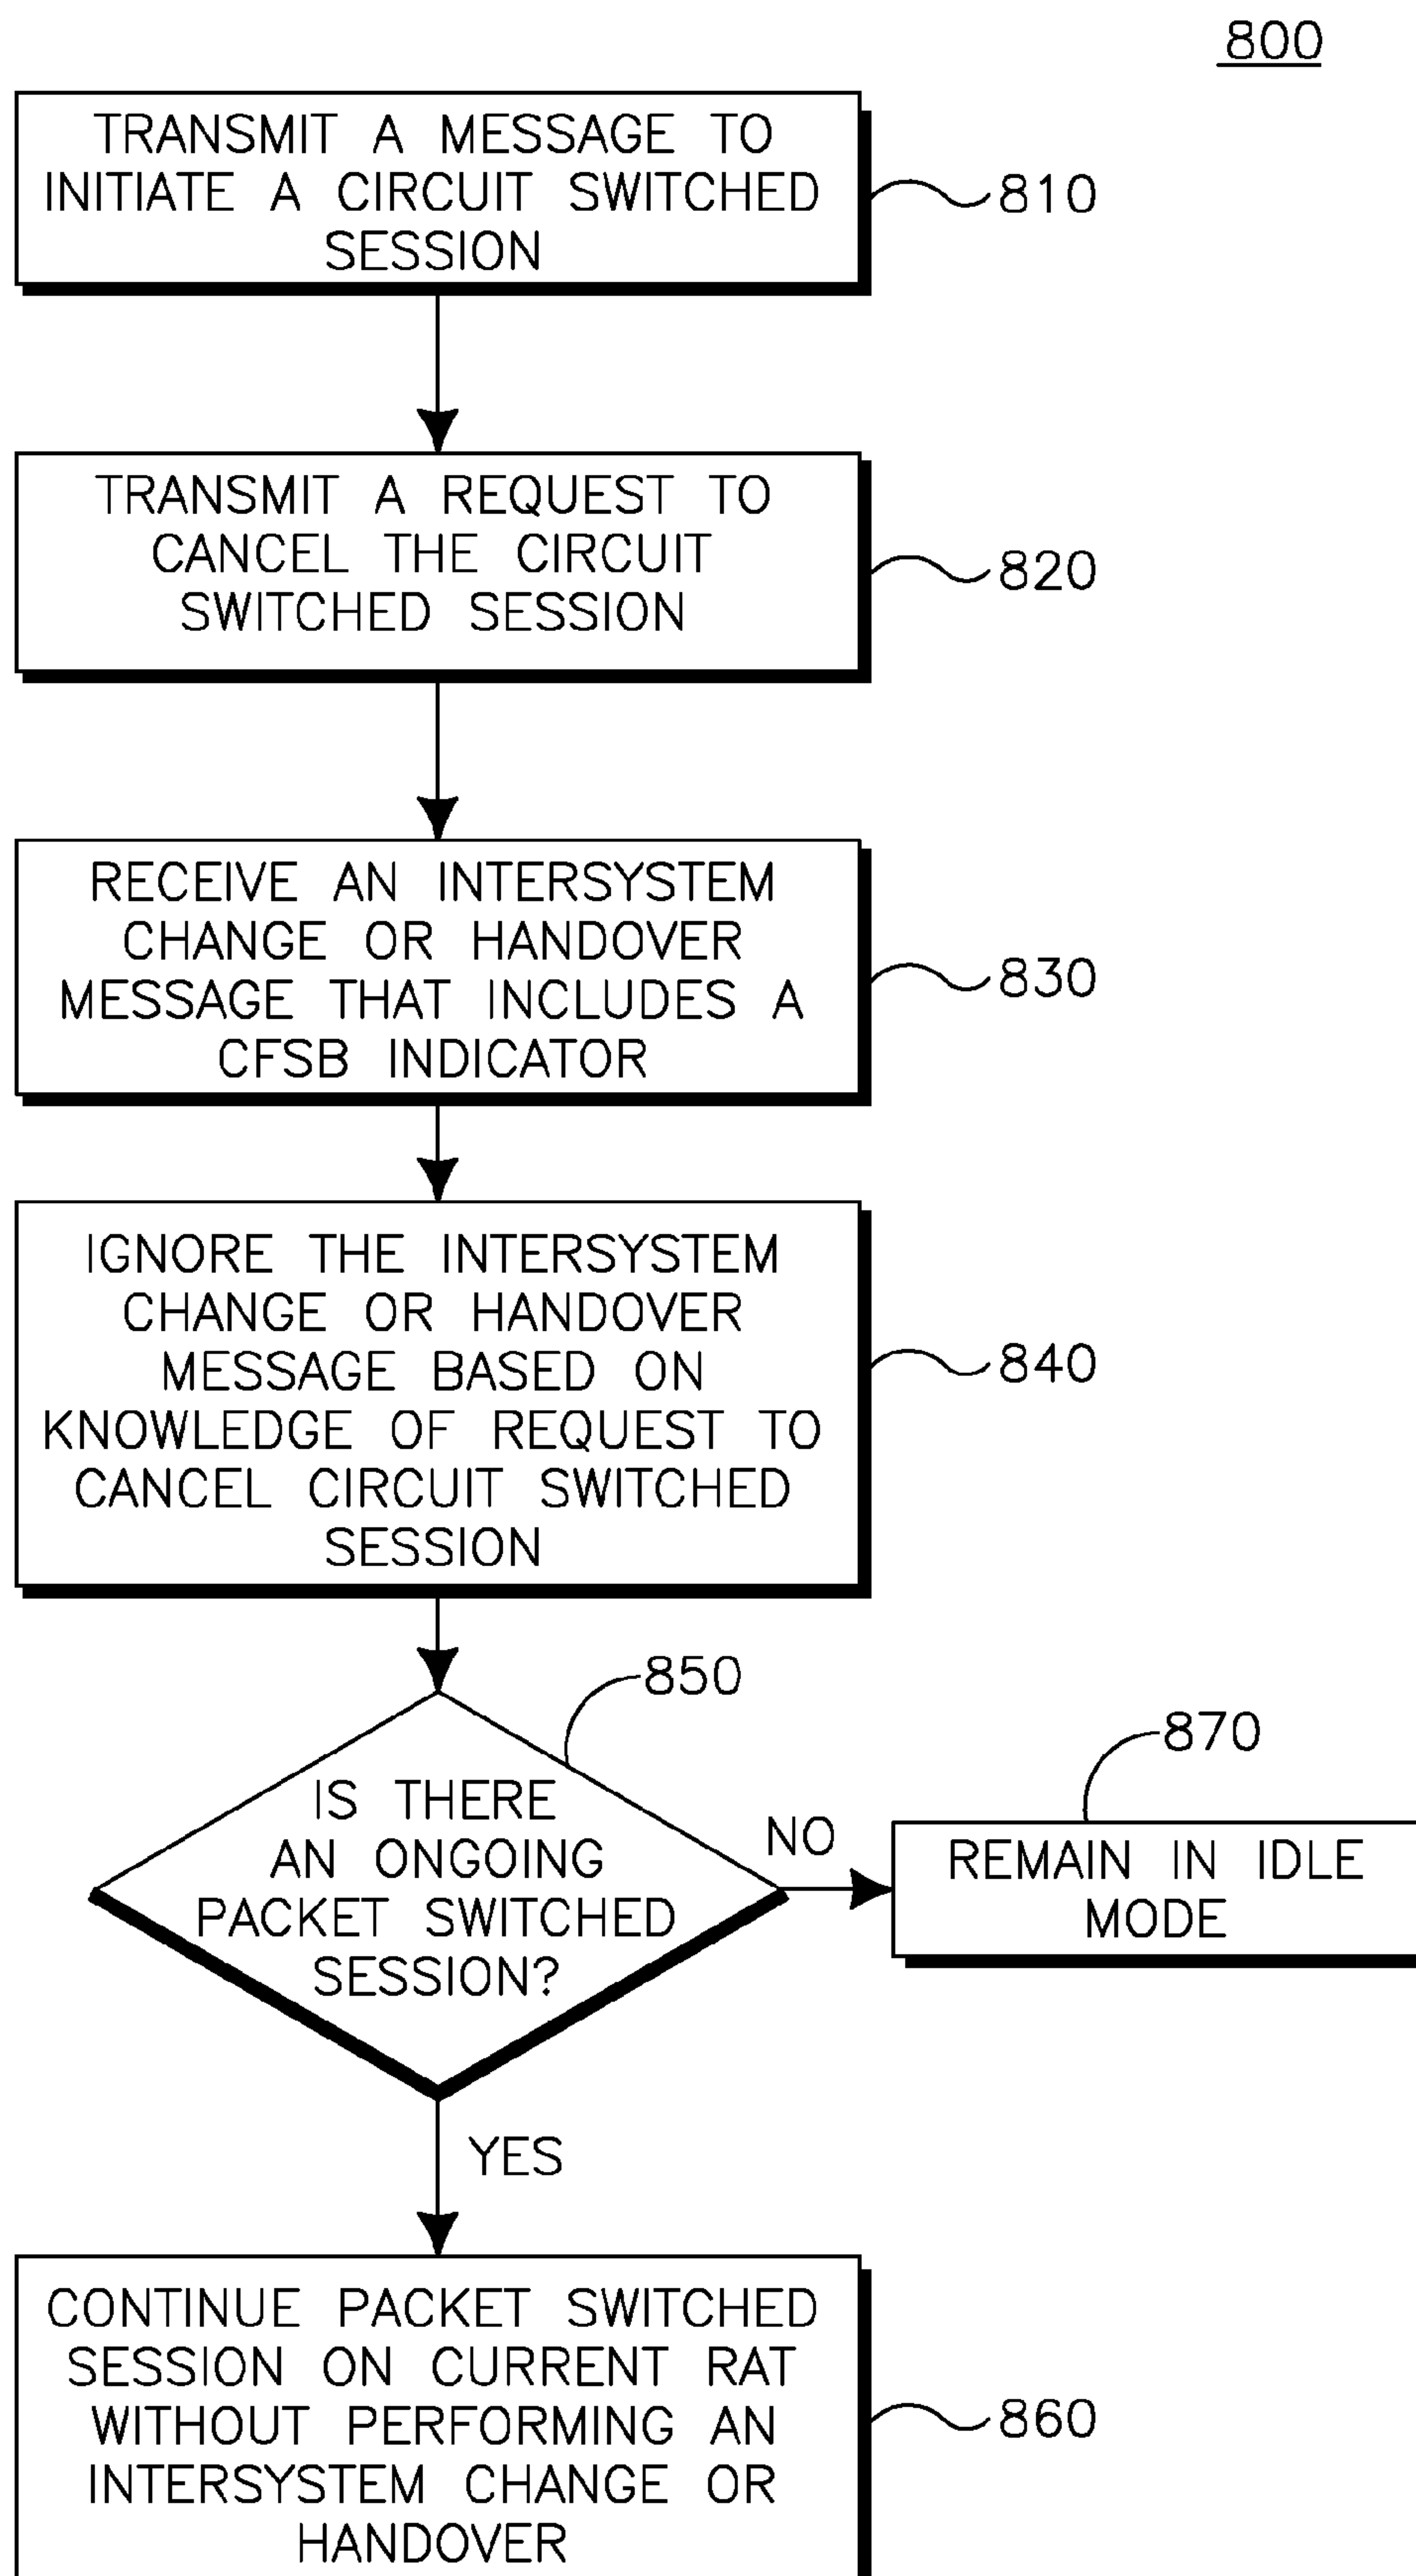 800
TRANSMIT A MESSAGE TO
INITIATE A CIRCUIT SWITCHED
SESSION
810
TRANSMIT A REQUEST TO
CANCEL THE CIRCUIT
SWITCHED SESSION
820
RECEIVE AN INTERSYSTEM
CHANGE OR HANDOVER
MESSAGE THAT INCLUDES A
CFSB INDICATOR
830
IGNORE THE INTERSYSTEM
CHANGE OR HANDOVER
MESSAGE BASED ON
KNOWLEDGE OF REQUEST TO
CANCEL CIRCUIT SWITCHED
SESSION
840
850
IS THERE
AN ONGOING
PACKET SWITCHED
SESSION?
NO
870
REMAIN IN IDLE
MODE
YES
CONTINUE PACKET SWITCHED
SESSION ON CURRENT RAT
WITHOUT PERFORMING AN
INTERSYSTEM CHANGE OR
HANDOVER
860